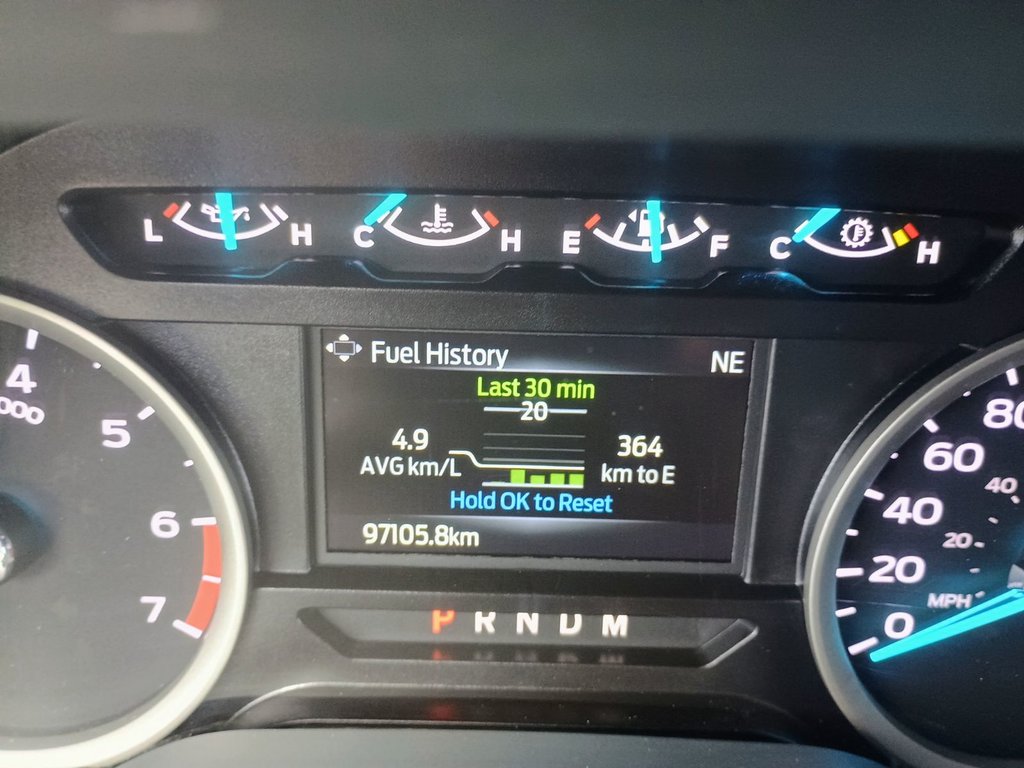 L H C H E F C H
Fuel History NE
Last 30 min
20
4.9
AVG km/L
364
km to E
Hold OK to Reset
97105.8km
P R N D M
4
5
6
7
80
60
40
20
0
40
20
MPH